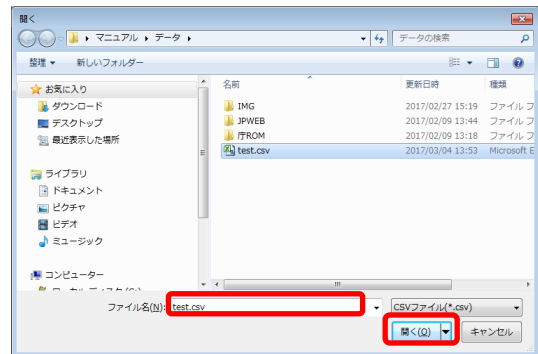 開く
マニュアル ▸ データ ▸
データの検索
整理 ▼ 新しいフォルダー
お気に入り
ダウンロード
デスクトップ
最近表示した場所
ライブラリ
ドキュメント
ピクチャ
ビデオ
ミュージック
コンピューター
名前 更新日時 種類
IMG 2017/02/27 15:19 ファイル フ
JPWEB 2017/02/09 13:44 ファイル フ
庁ROM 2017/02/09 13:18 ファイル フ
test.csv 2017/03/04 13:53 Microsoft E
ファイル名(N): test.csv
CSVファイル(*.csv)
開く(O) キャンセル